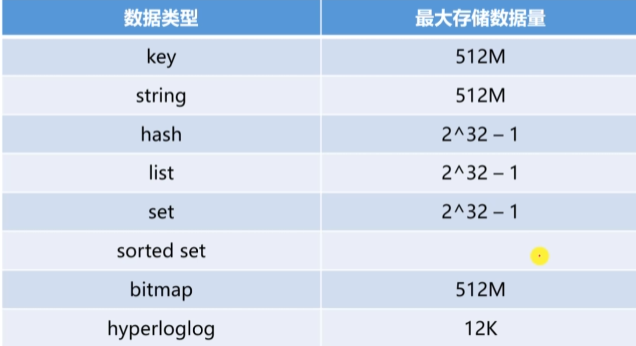 数据类型 最大存储数据量
key 512M
string 512M
hash 2^32 – 1
list 2^32 – 1
set 2^32 – 1
sorted set
bitmap 512M
hyperloglog 12K